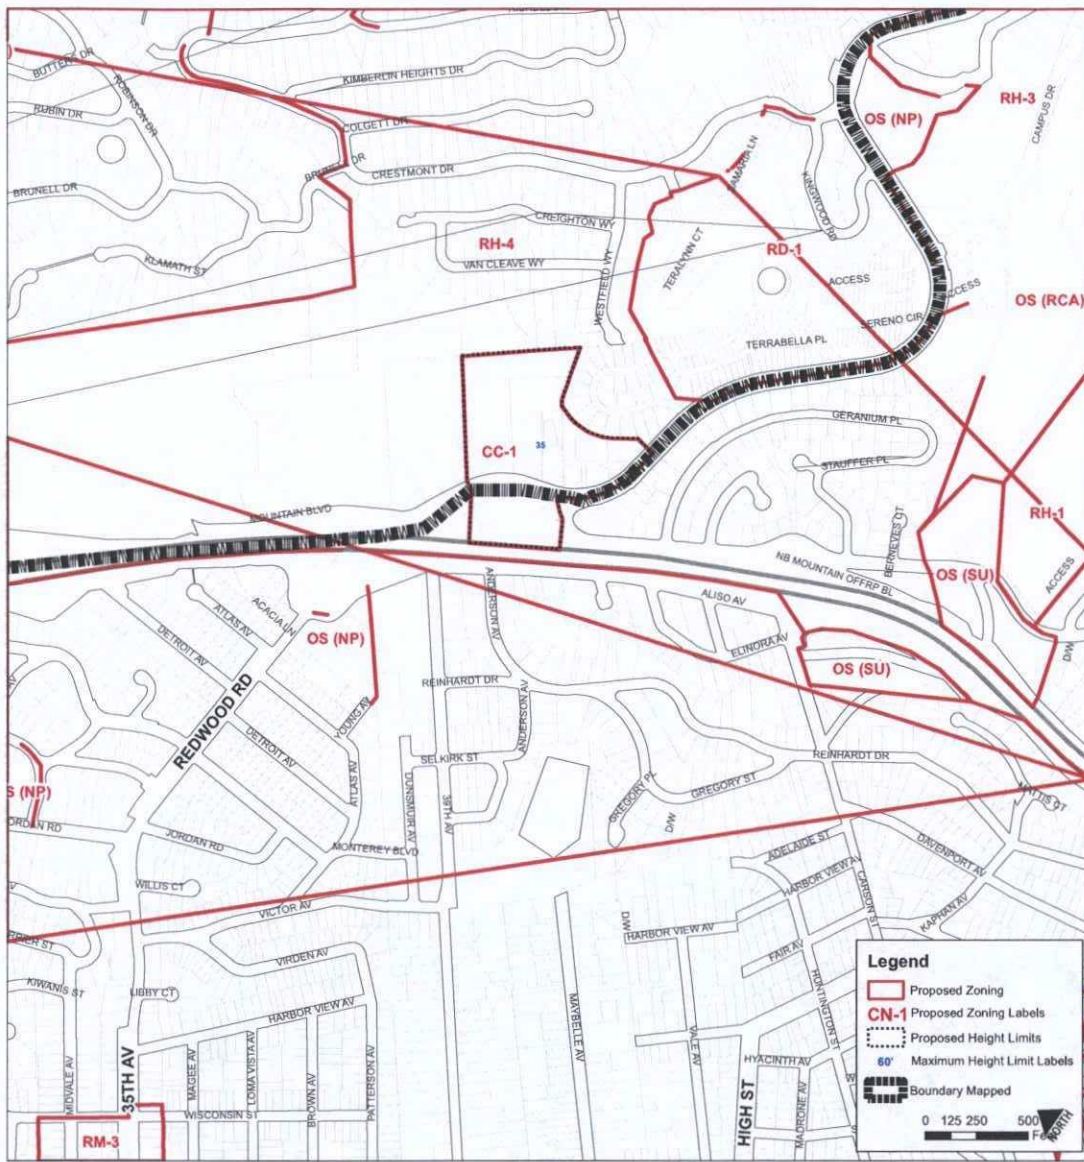 BUTTERS DR
ROBINSON DR
KIMBERLIN HEIGHTS DR
RUBIN DR
COLGETT DR
OS (NP)
RH-3
CAMPUS DR
BRUNELL DR
CRESTMONT DR
KINGWOOD RD
CREIGHTON WY
RH-4
VAN CLEAVE WY
KLAMATH ST
WESTFIELD WY
TERALYNN CT
RD-1
ACCESS
OS (RCA)
SERENO CIR
TERRABELLA PL
GERANIUM PL
CC-1
35
STAUFFER PL
MOUNTAIN BLVD
RH-1
BERNEVES CT
NB MOUNTAIN OFFRP BL
OS (SU)
ACCESS
ACACIA LN
ATLAS AV
DETROIT AV
OS (NP)
ANDERSON AV
ALISO AV
ELINORA AV
OS (SU)
D/W
REDWOOD RD
REINHARDT DR
YOUNG AV
ANDERSON AV
DETROIT AV
SELKIRK ST
REINHARDT DR
ATLAS AV
DUNSMUIR AV
39TH AV
GREGORY PL
GREGORY ST
MATTIS CT
S (NP)
ORDAN RD
JORDAN RD
MONTEREY BLVD
D/W
ADELAIDE ST
DAVENPORT AV
HARBOR VIEW AV
CARSON ST
KAPHAN AV
WILLIS CT
VICTOR AV
D/W
HARBOR VIEW AV
FAIR AV
RRIER ST
VIRDEN AV
KIWANIS ST
LIBBY CT
HARBOR VIEW AV
MAYBELLE AV
VALE AV
HUNTINGTON ST
HYACINTH AV
MIDVALE AV
35TH AV
MAGEE AV
LOMA VISTA AV
BROWN AV
PATTERSON AV
HIGH ST
MADRONE AV
WISCONSIN ST
RM-3
Legend
Proposed Zoning
CN-1 Proposed Zoning Labels
Proposed Height Limits
60' Maximum Height Limit Labels
Boundary Mapped
0 125 250 500
Fe
NORTH